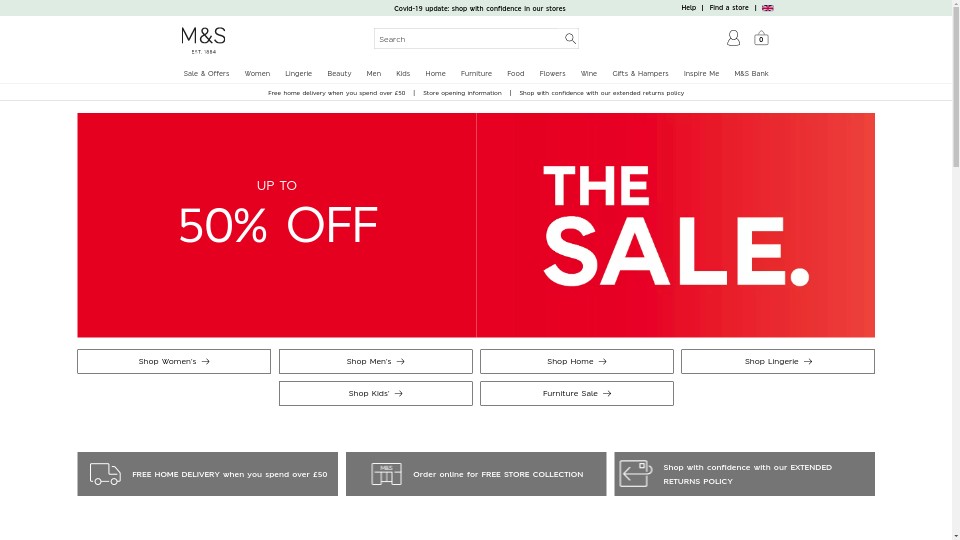 Covid-19 update: shop with confidence in our stores
Help | Find a store |
M&S
EST. 1884
Search
0
Sale & Offers Women Lingerie Beauty Men Kids Home Furniture Food Flowers Wine Gifts & Hampers Inspire Me M&S Bank
Free home delivery when you spend over £50 | Store opening information | Shop with confidence with our extended returns policy
UP TO
50% OFF
THE
SALE.
Shop Women's
Shop Men's
Shop Home
Shop Lingerie
Shop Kids'
Furniture Sale
FREE HOME DELIVERY when you spend over £50
M&S
Order online for FREE STORE COLLECTION
Shop with confidence with our EXTENDED
RETURNS POLICY